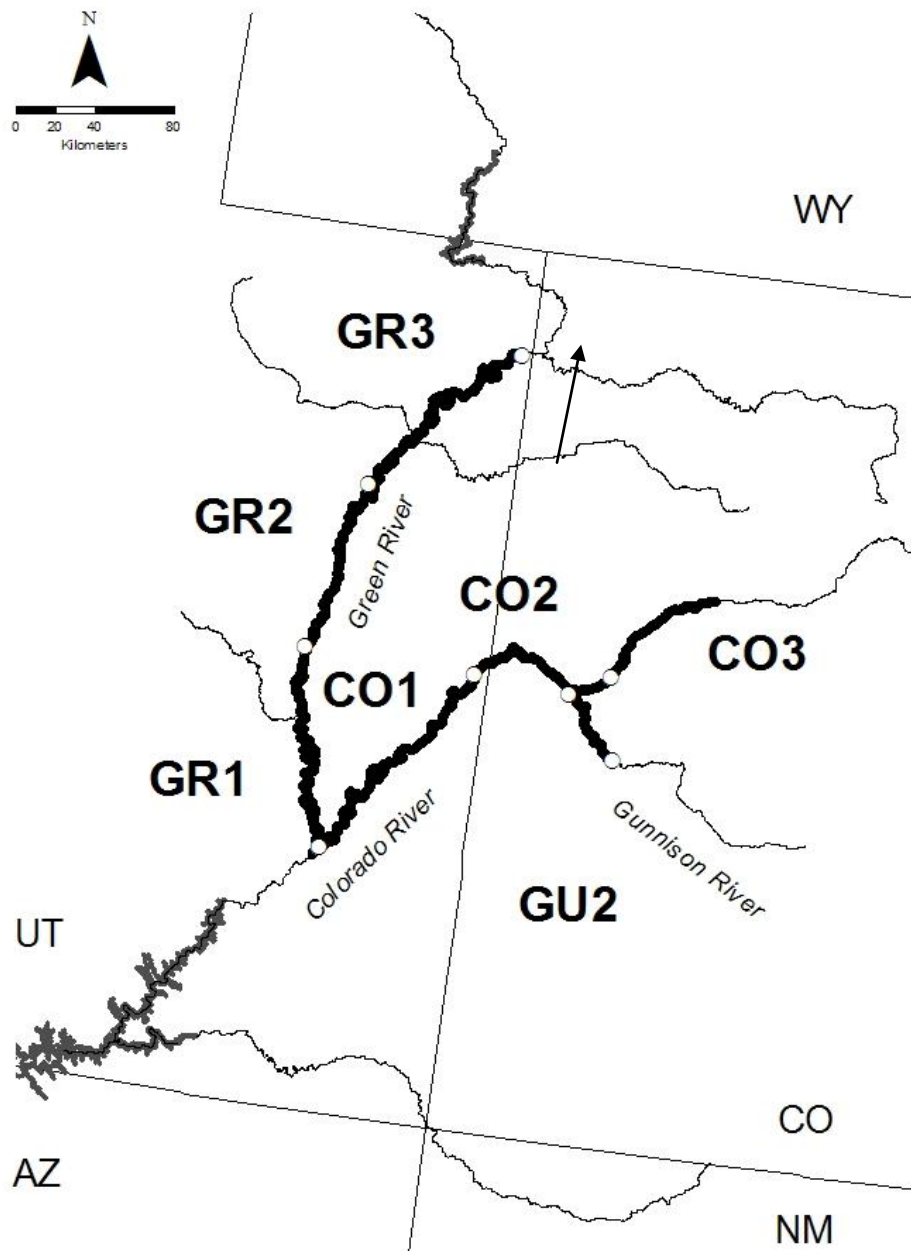 N
0 20 40 80
Kilometers
WY
GR3
GR2
Green River
CO2
CO1
CO3
GR1
Colorado River
Gunnison River
GU2
UT
CO
AZ
NM